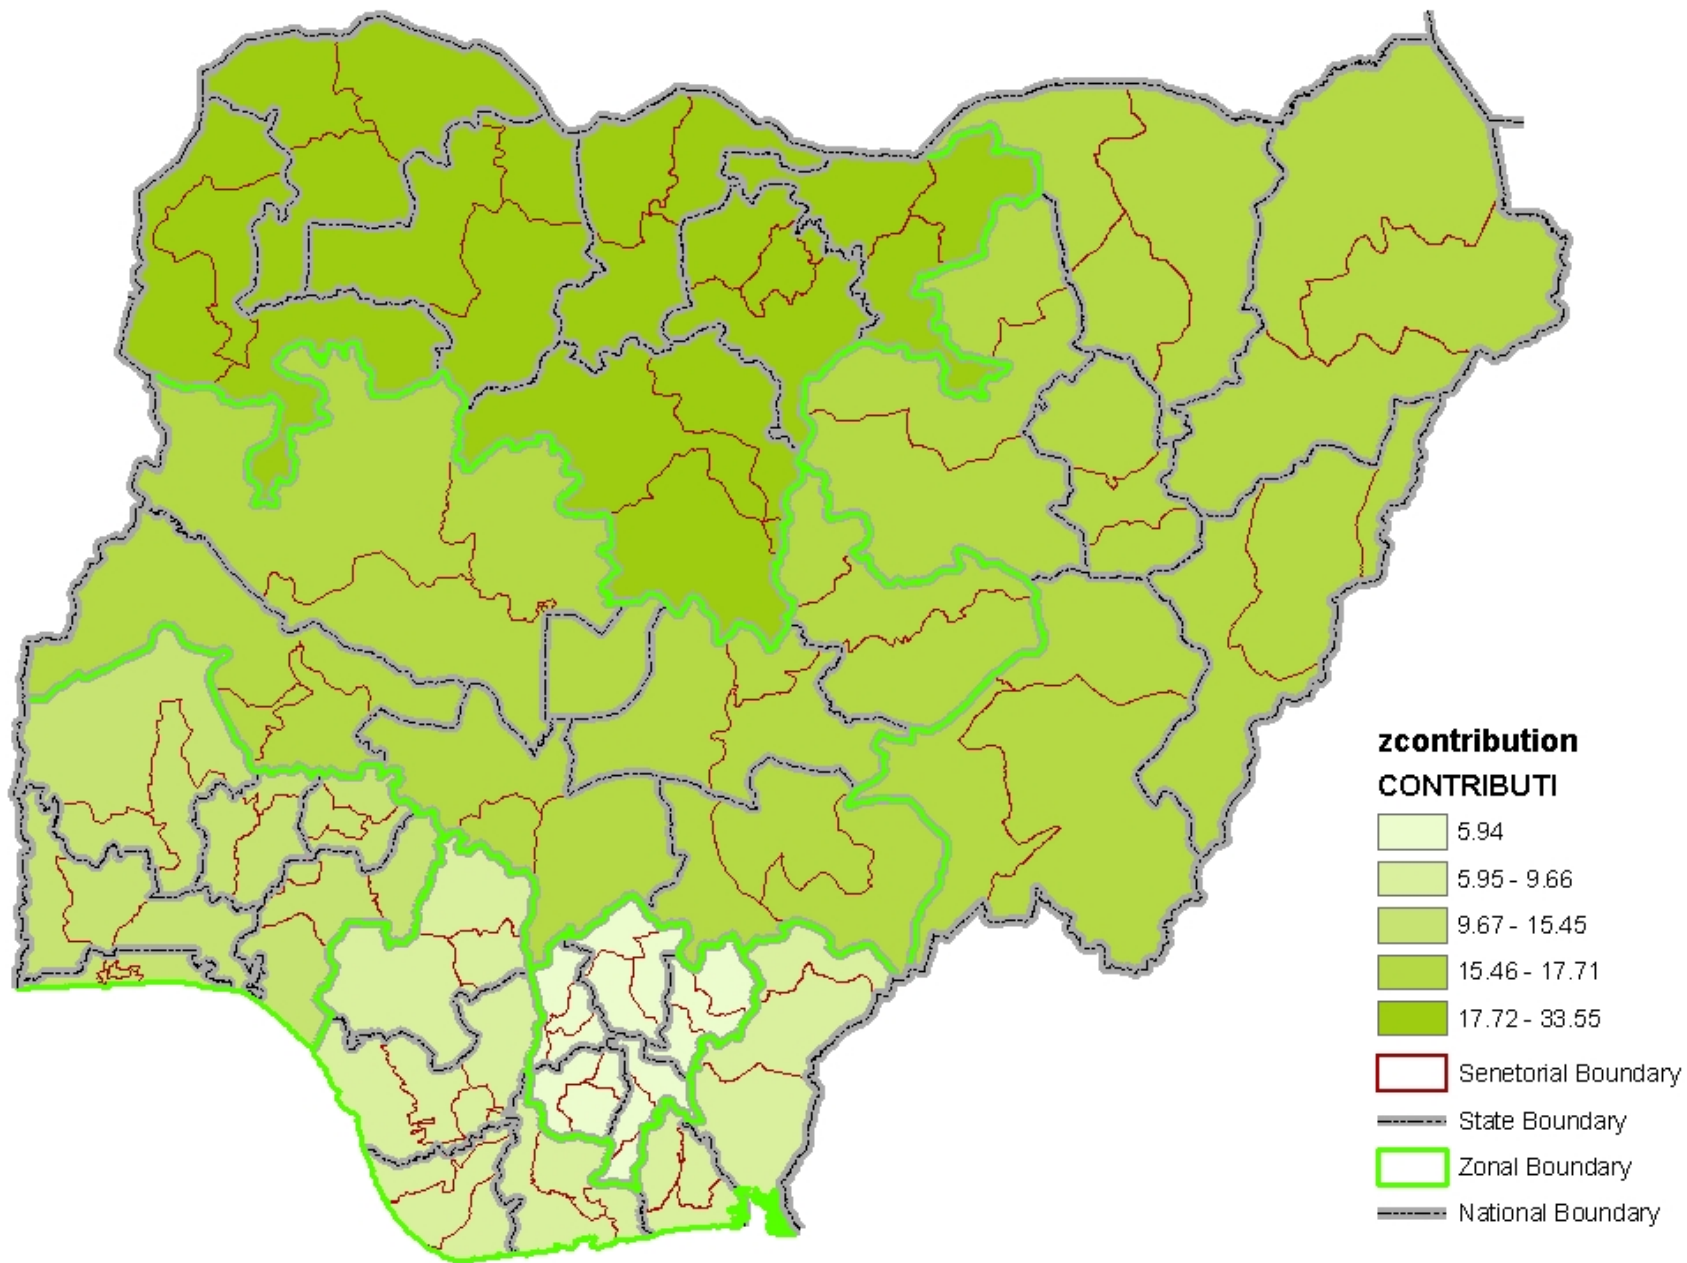 zcontribution
CONTRIBUTI
5.94
5.95 - 9.66
9.67 - 15.45
15.46 - 17.71
17.72 - 33.55
Senetorial Boundary
State Boundary
Zonal Boundary
National Boundary